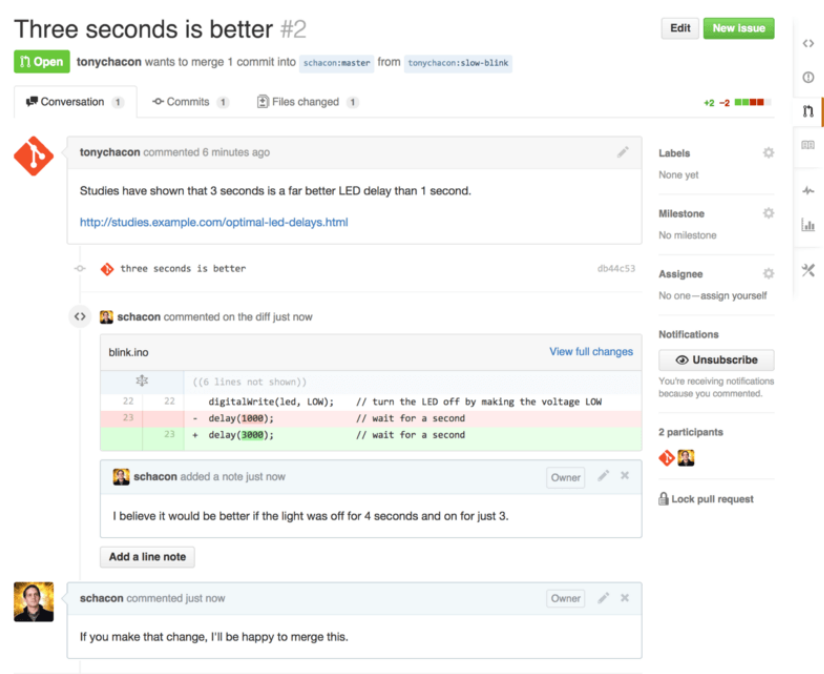 Three seconds is better #2
Edit
New issue
Open tonychacon wants to merge 1 commit into schacon:master from tonychacon:slow-blink
Conversation 1
Commits 1
Files changed 1
+2 −2
tonychacon commented 6 minutes ago
Studies have shown that 3 seconds is a far better LED delay than 1 second.
http://studies.example.com/optimal-led-delays.html
three seconds is better db44c53
schacon commented on the diff just now
blink.ino View full changes
((6 lines not shown))
22 22 digitalWrite(led, LOW); // turn the LED off by making the voltage LOW
23 - delay(1000); // wait for a second
23 + delay(3000); // wait for a second
schacon added a note just now Owner
I believe it would be better if the light was off for 4 seconds and on for just 3.
Add a line note
schacon commented just now Owner
If you make that change, I'll be happy to merge this.
Labels
None yet
Milestone
No milestone
Assignee
No one—assign yourself
Notifications
Unsubscribe
You're receiving notifications
because you commented.
2 participants
Lock pull request